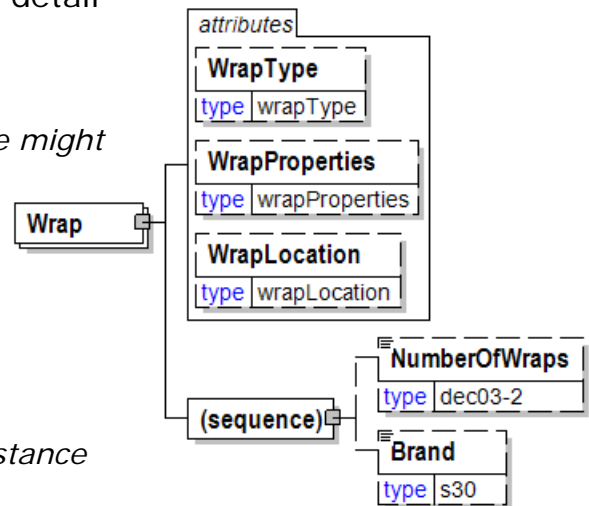 detail
attributes
WrapType
type wrapType
e might
WrapProperties
type wrapProperties
Wrap
WrapLocation
type wrapLocation
NumberOfWraps
type dec03-2
(sequence)
stance
Brand
type s30